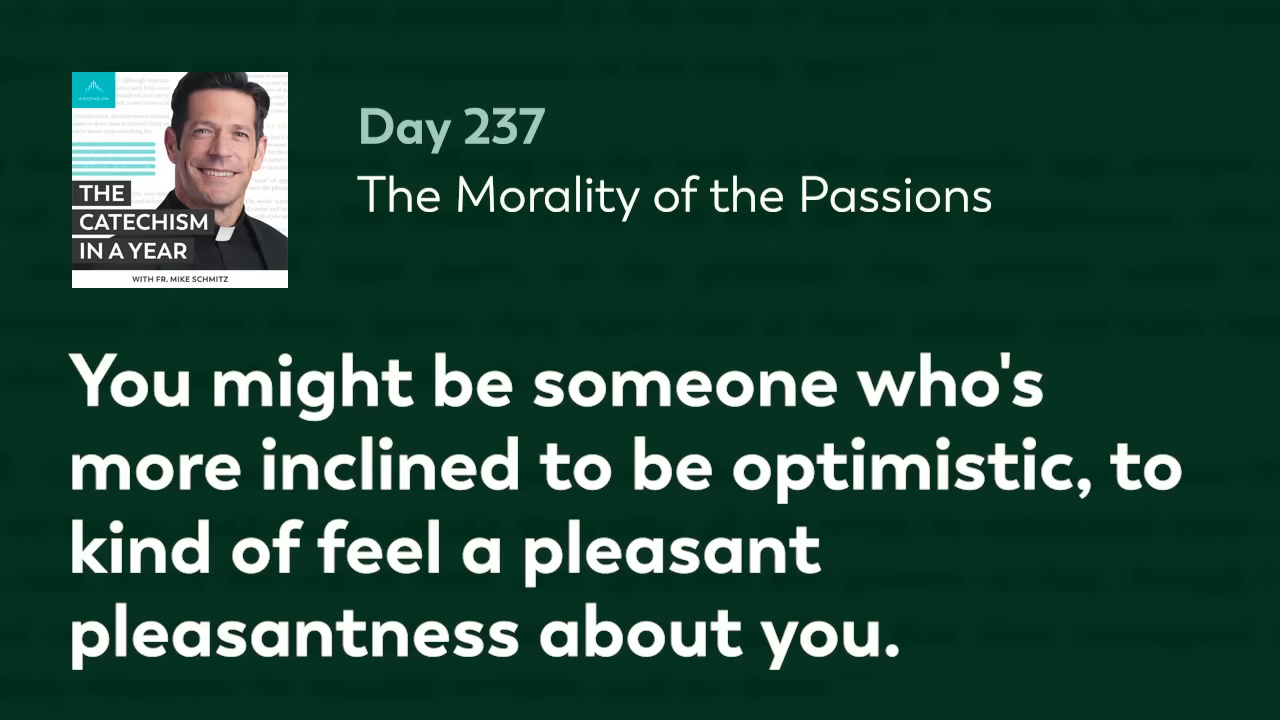 ASCENSION
THE
CATECHISM
IN A YEAR
WITH FR. MIKE SCHMITZ
Day 237
The Morality of the Passions
You might be someone who's
more inclined to be optimistic, to
kind of feel a pleasant
pleasantness about you.